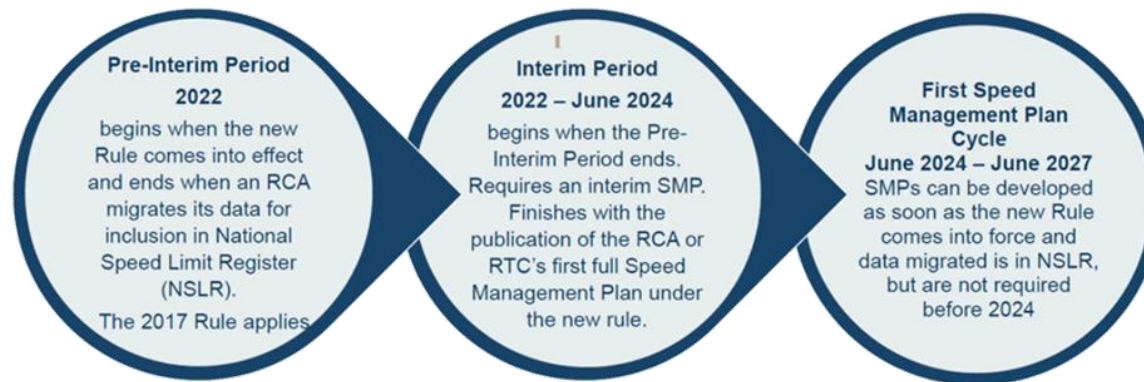 Pre-Interim Period
2022
begins when the new
Rule comes into effect
and ends when an RCA
migrates its data for
inclusion in National
Speed Limit Register
(NSLR).
The 2017 Rule applies
Interim Period
2022 – June 2024
begins when the Pre-
Interim Period ends.
Requires an interim SMP.
Finishes with the
publication of the RCA or
RTC's first full Speed
Management Plan under
the new rule.
First Speed
Management Plan
Cycle
June 2024 – June 2027
SMPs can be developed
as soon as the new Rule
comes into force and
data migrated is in NSLR,
but are not required
before 2024